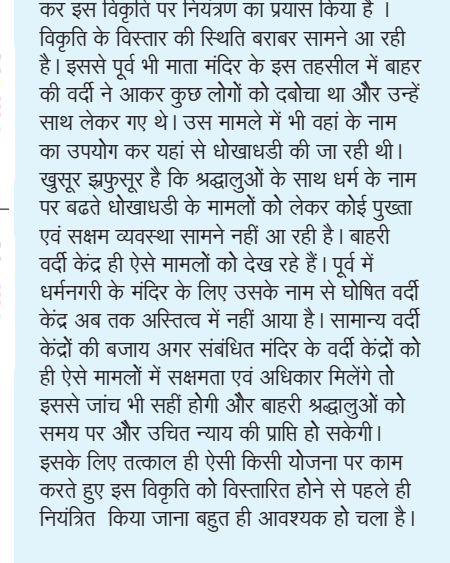 कर इस विकृति पर नियंत्रण का प्रयास किया है ।
विकृति के विस्तार की स्थिति बराबर सामने आ रही
है। इससे पूर्व भी माता मंदिर के इस तहसील में बाहर
की वर्दी ने आकर कुछ लोगों को दबोचा था और उन्हें
साथ लेकर गए थे। उस मामले में भी वहां के नाम
का उपयोग कर यहां से धोखाधडी की जा रही थी।
खुसूर झ्रफुसूर है कि श्रद्धालुओं के साथ धर्म के नाम
पर बढते धोखाधडी के मामलों को लेकर कोई पुख्ता
एवं सक्षम व्यवस्था सामने नहीं आ रही है। बाहरी
वर्दी केंद्र ही ऐसे मामलों को देख रहे हैं। पूर्व में
धर्मनगरी के मंदिर के लिए उसके नाम से घोषित वर्दी
केंद्र अब तक अस्तित्व में नहीं आया है। सामान्य वर्दी
केंद्रों की बजाय अगर संबंधित मंदिर के वर्दी केंद्रों को
ही ऐसे मामलों में सक्षमता एवं अधिकार मिलेंगे तो
इससे जांच भी सहीं होगी और बाहरी श्रद्धालुओं को
समय पर और उचित न्याय की प्राप्ति हो सकेगी।
इसके लिए तत्काल ही ऐसी किसी योजना पर काम
करते हुए इस विकृति को विस्तारित होने से पहले ही
नियंत्रित किया जाना बहुत ही आवश्यक हो चला है।